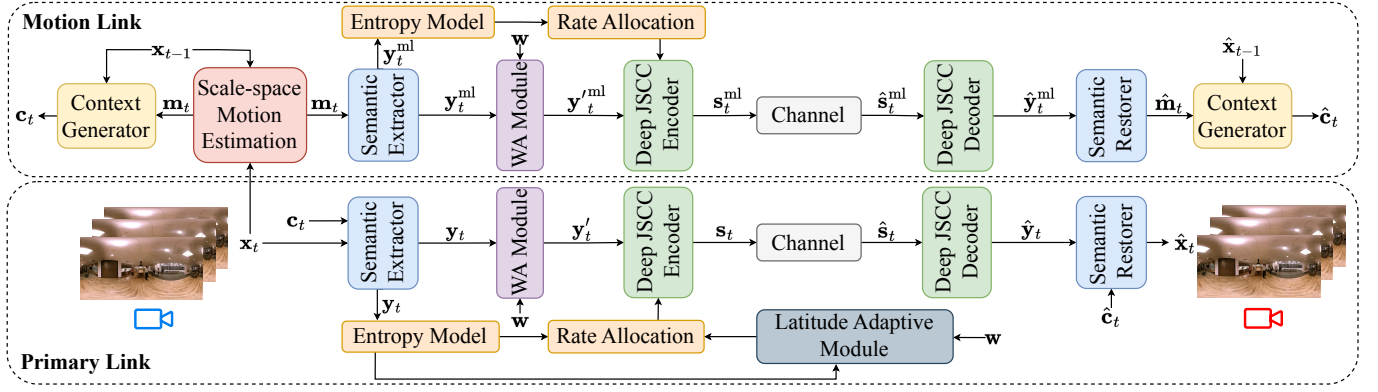 Motion Link
Entropy Model
Rate Allocation
x_{t−1}
y_t^{ml}
w
x̂_{t−1}
c_t
Context
Generator
m_t
Scale-space
Motion
Estimation
m_t
Semantic
Extractor
y_t^{ml}
WA Module
y′_t^{ml}
Deep JSCC
Encoder
s_t^{ml}
Channel
ŝ_t^{ml}
Deep JSCC
Decoder
ŷ_t^{ml}
Semantic
Restorer
m̂_t
Context
Generator
ĉ_t
x_t
c_t
Semantic
Extractor
y_t
WA Module
y′_t
Deep JSCC
Encoder
s_t
Channel
ŝ_t
Deep JSCC
Decoder
ŷ_t
Semantic
Restorer
x̂_t
y_t
w
ĉ_t
Entropy Model
Rate Allocation
Latitude Adaptive
Module
w
Primary Link